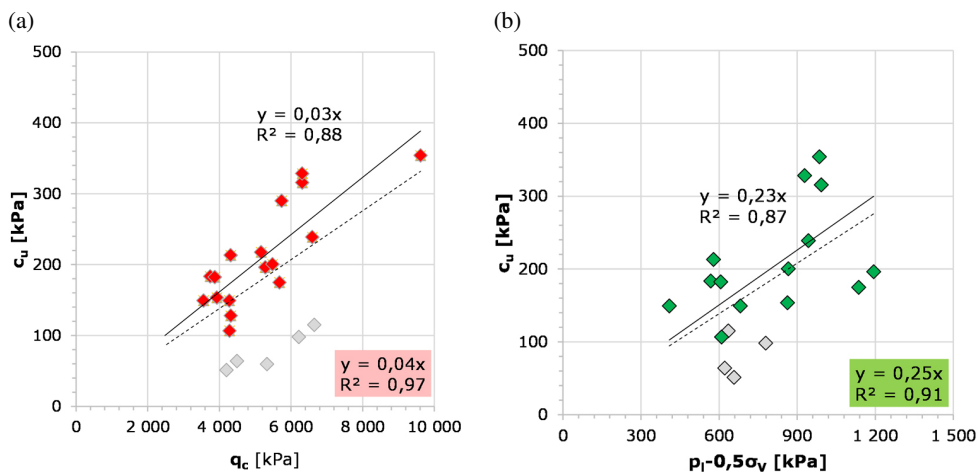 (a)
500
400
300
200
100
0
c_u [kPa]
y = 0,03x
R² = 0,88
y = 0,04x
R² = 0,97
0
2 000
4 000
6 000
8 000
10 000
q_c [kPa]
(b)
500
400
300
200
100
0
c_u [kPa]
y = 0,23x
R² = 0,87
y = 0,25x
R² = 0,91
0
300
600
900
1 200
1 500
p_l-0,5σ_v [kPa]